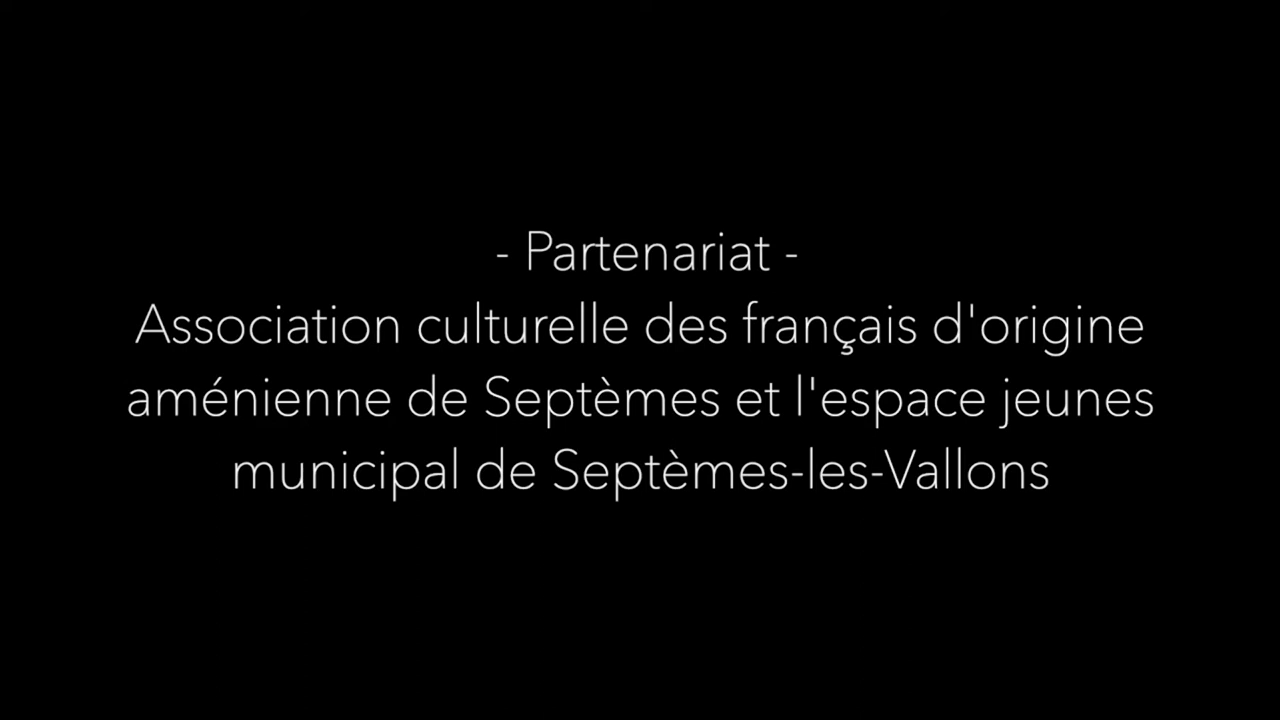 - Partenariat -
Association culturelle des français d'origine
aménienne de Septèmes et l'espace jeunes
municipal de Septèmes-les-Vallons